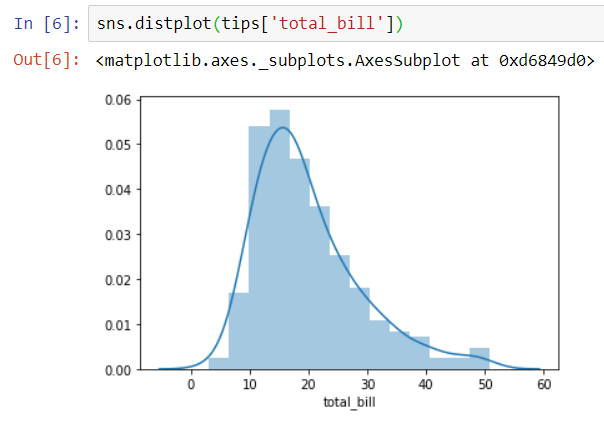 In [6]: sns.distplot(tips['total_bill'])
Out[6]: <matplotlib.axes._subplots.AxesSubplot at 0xd6849d0>
0.06
0.05
0.04
0.03
0.02
0.01
0.00
0 10 20 30 40 50 60
total_bill